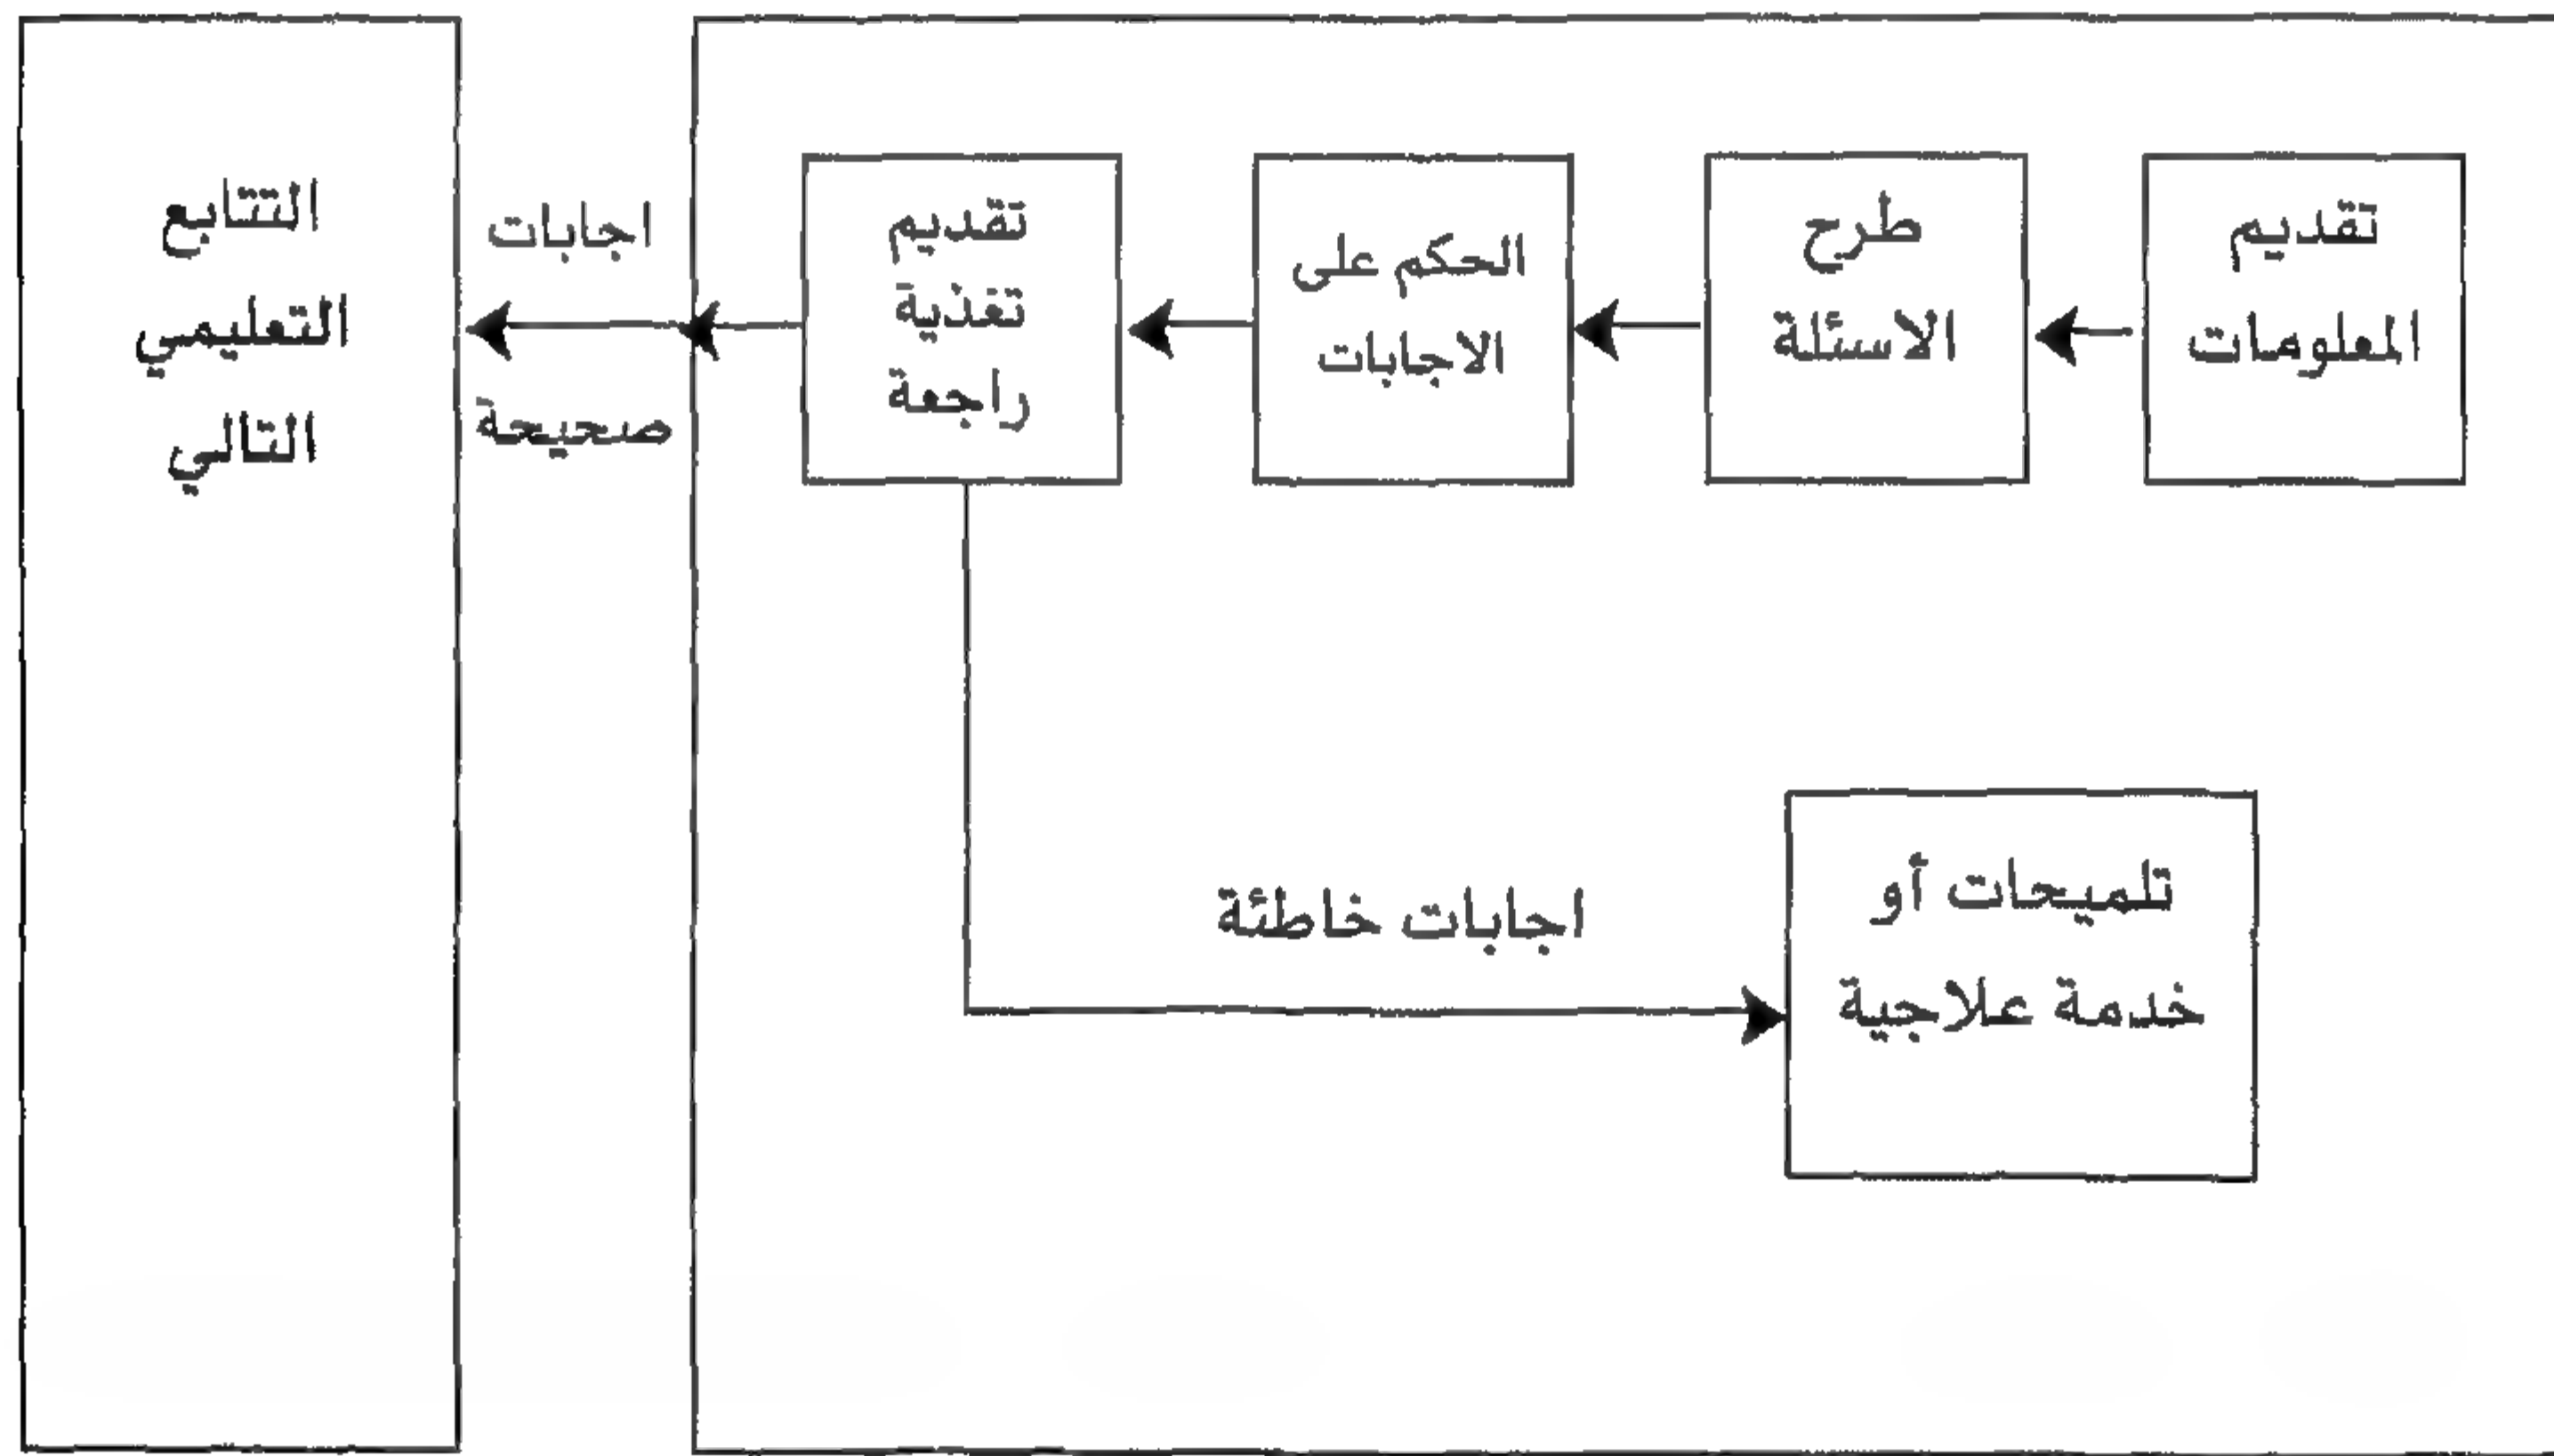 تقديم
المعلومات
طرح
الاسئلة
الحكم على
الاجابات
تقديم
تغذية
راجعة
اجابات
صحيحة
التتابع
التعليمي
التالي
اجابات خاطئة
تلميحات أو
خدمة علاجية